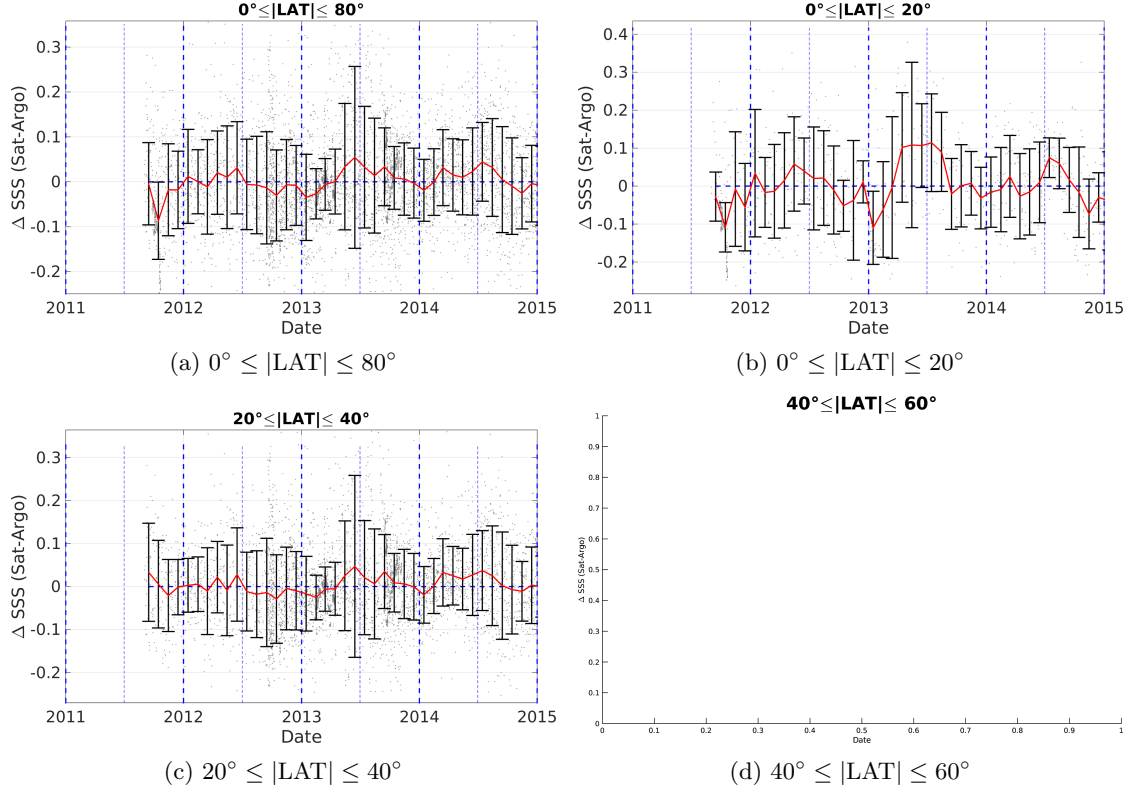 0°≤|LAT|≤ 80°
0.3
0.2
0.1
0
-0.1
-0.2
Δ SSS (Sat-Argo)
2011 2012 2013 2014 2015
Date
(a) 0° ≤ |LAT| ≤ 80°
0°≤|LAT|≤ 20°
0.4
0.3
0.2
0.1
0
-0.1
-0.2
Δ SSS (Sat-Argo)
2011 2012 2013 2014 2015
Date
(b) 0° ≤ |LAT| ≤ 20°
20°≤|LAT|≤ 40°
0.3
0.2
0.1
0
-0.1
-0.2
Δ SSS (Sat-Argo)
2011 2012 2013 2014 2015
Date
(c) 20° ≤ |LAT| ≤ 40°
40°≤|LAT|≤ 60°
1
0.9
0.8
0.7
0.6
0.5
0.4
0.3
0.2
0.1
0
Δ SSS (Sat-Argo)
0 0.1 0.2 0.3 0.4 0.5 0.6 0.7 0.8 0.9 1
Date
(d) 40° ≤ |LAT| ≤ 60°